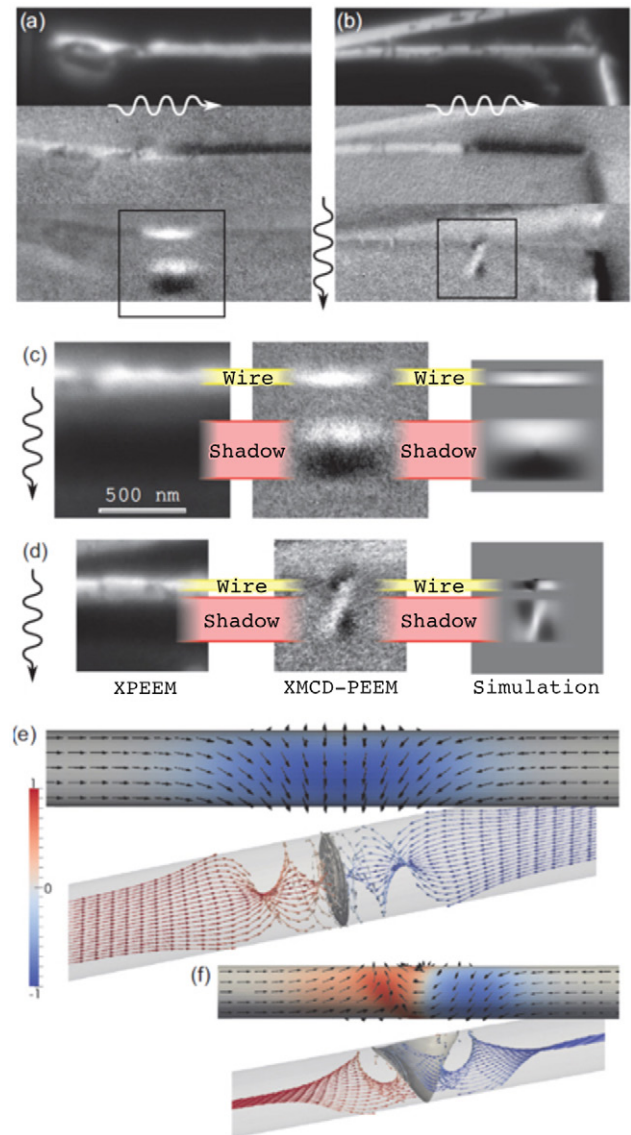 (a) (b)
(c) Wire Wire
Shadow Shadow
500 nm
(d) Wire Wire
Shadow Shadow
XPEEM XMCD-PEEM Simulation
(e)
1
0
-1
(f)